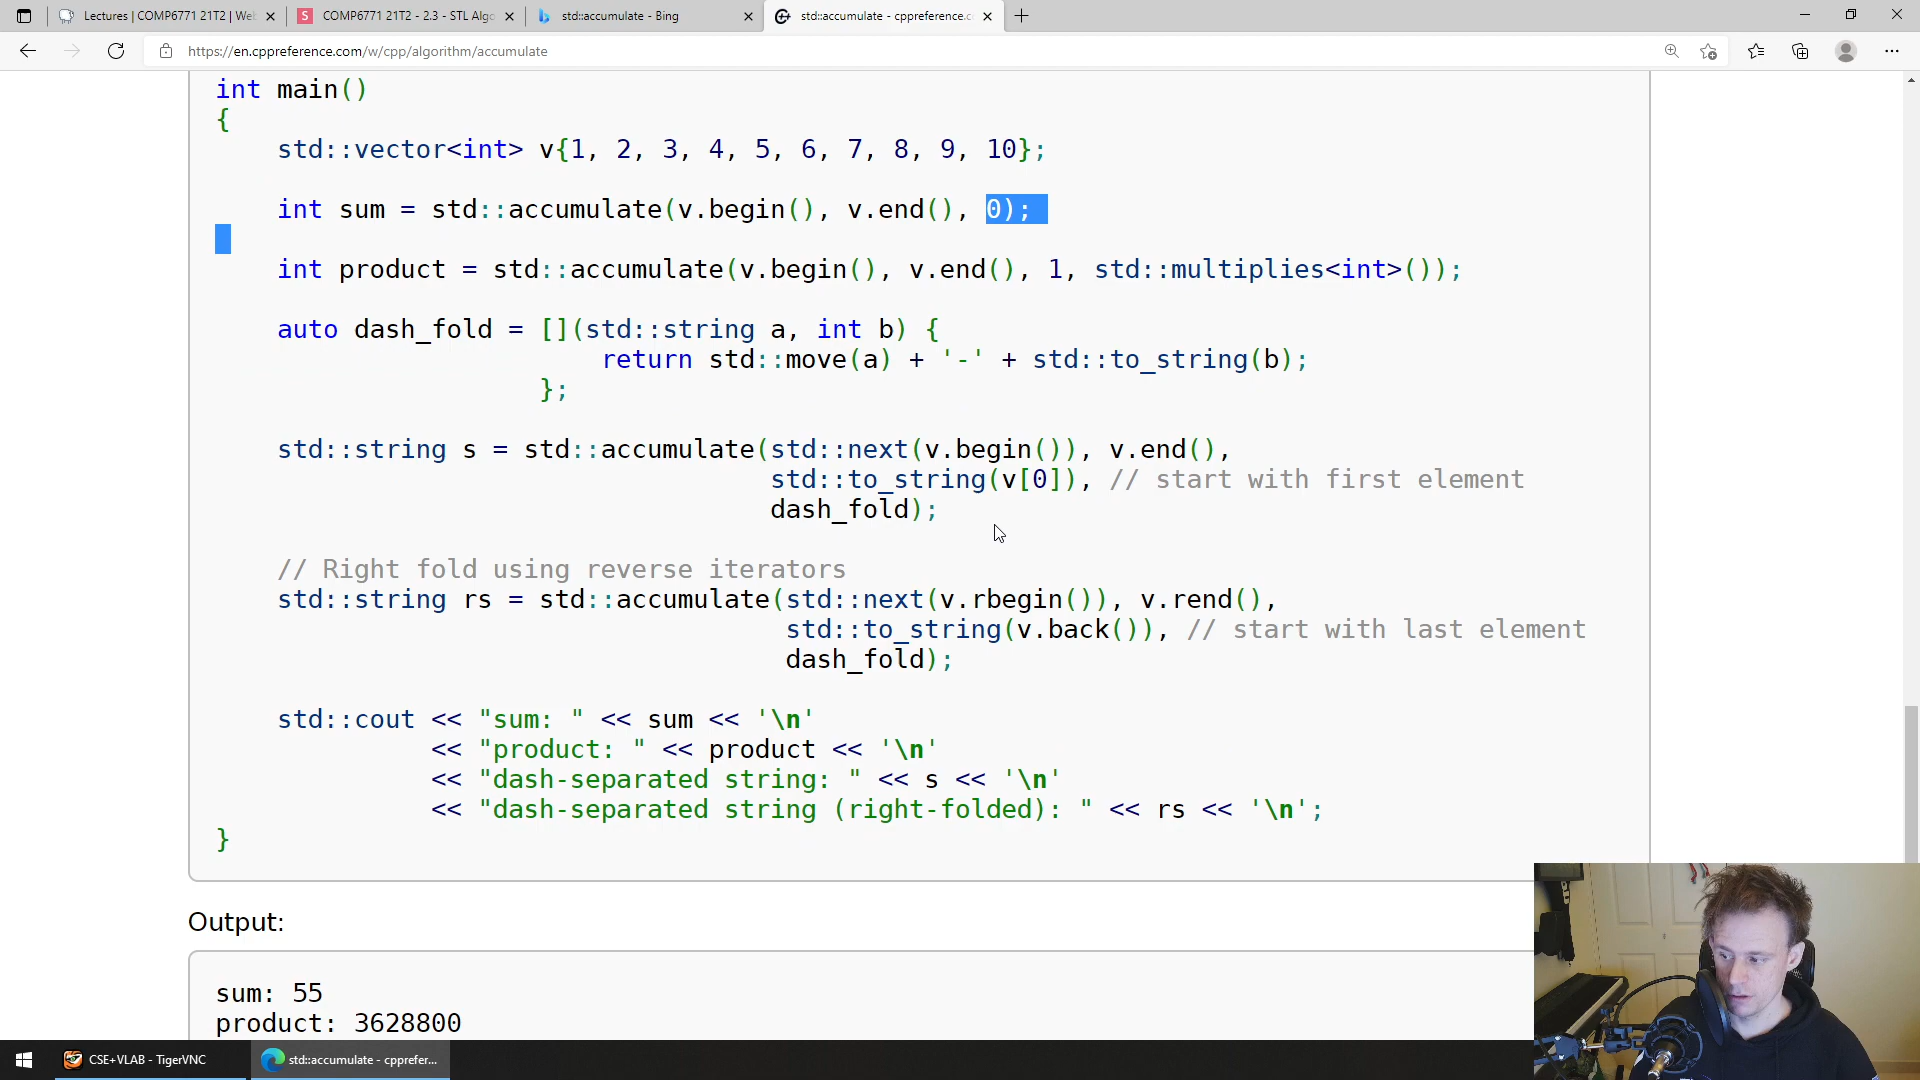 Lectures | COMP6771 21T2 | Web
COMP6771 21T2 - 2.3 - STL Algo
std::accumulate - Bing
std::accumulate - cppreference.c
https://en.cppreference.com/w/cpp/algorithm/accumulate
int main()
{
std::vector<int> v{1, 2, 3, 4, 5, 6, 7, 8, 9, 10};
int sum = std::accumulate(v.begin(), v.end(), 0);
int product = std::accumulate(v.begin(), v.end(), 1, std::multiplies<int>());
auto dash_fold = [](std::string a, int b) {
return std::move(a) + '-' + std::to_string(b);
};
std::string s = std::accumulate(std::next(v.begin()), v.end(),
std::to_string(v[0]), // start with first element
dash_fold);
// Right fold using reverse iterators
std::string rs = std::accumulate(std::next(v.rbegin()), v.rend(),
std::to_string(v.back()), // start with last element
dash_fold);
std::cout << "sum: " << sum << '\n'
<< "product: " << product << '\n'
<< "dash-separated string: " << s << '\n'
<< "dash-separated string (right-folded): " << rs << '\n';
}
Output:
sum: 55
product: 3628800
CSE+VLAB - TigerVNC
std::accumulate - cpprefer...